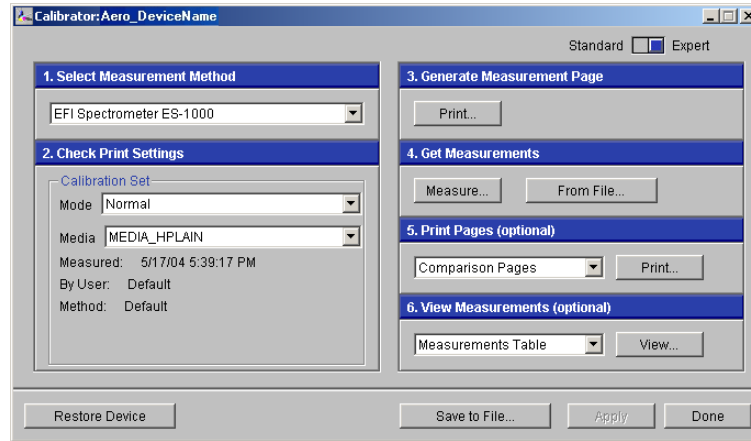 Calibrator:Aero_DeviceName
Standard Expert
1. Select Measurement Method
EFI Spectrometer ES-1000
2. Check Print Settings
Calibration Set
Mode Normal
Media MEDIA_HPLAIN
Measured: 5/17/04 5:39:17 PM
By User: Default
Method: Default
3. Generate Measurement Page
Print...
4. Get Measurements
Measure... From File...
5. Print Pages (optional)
Comparison Pages Print...
6. View Measurements (optional)
Measurements Table View...
Restore Device Save to File... Apply Done